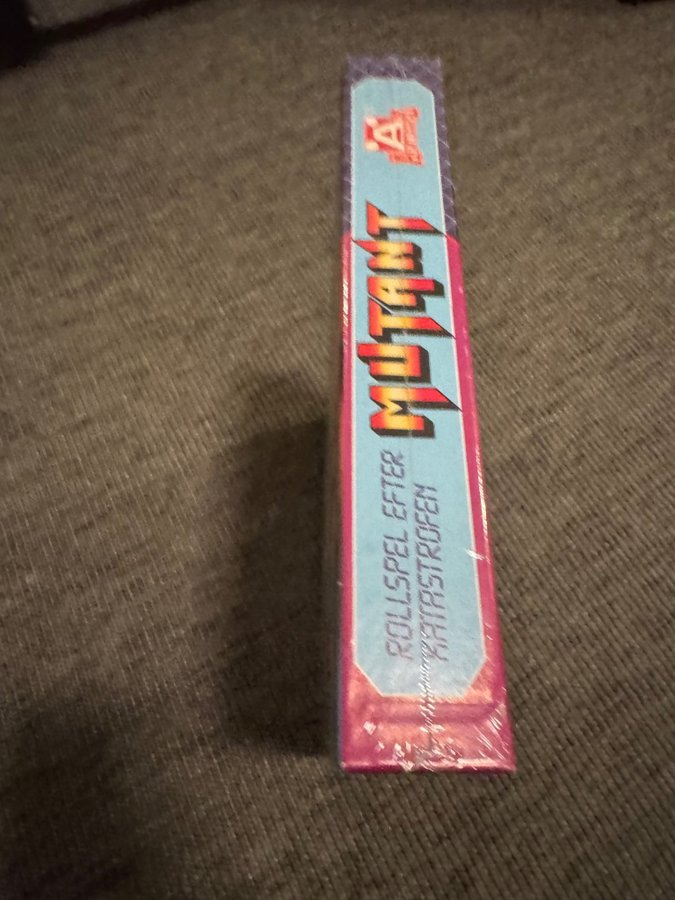 ROLLSPEL EFTER
KATASTROFEN
MUTANT
A